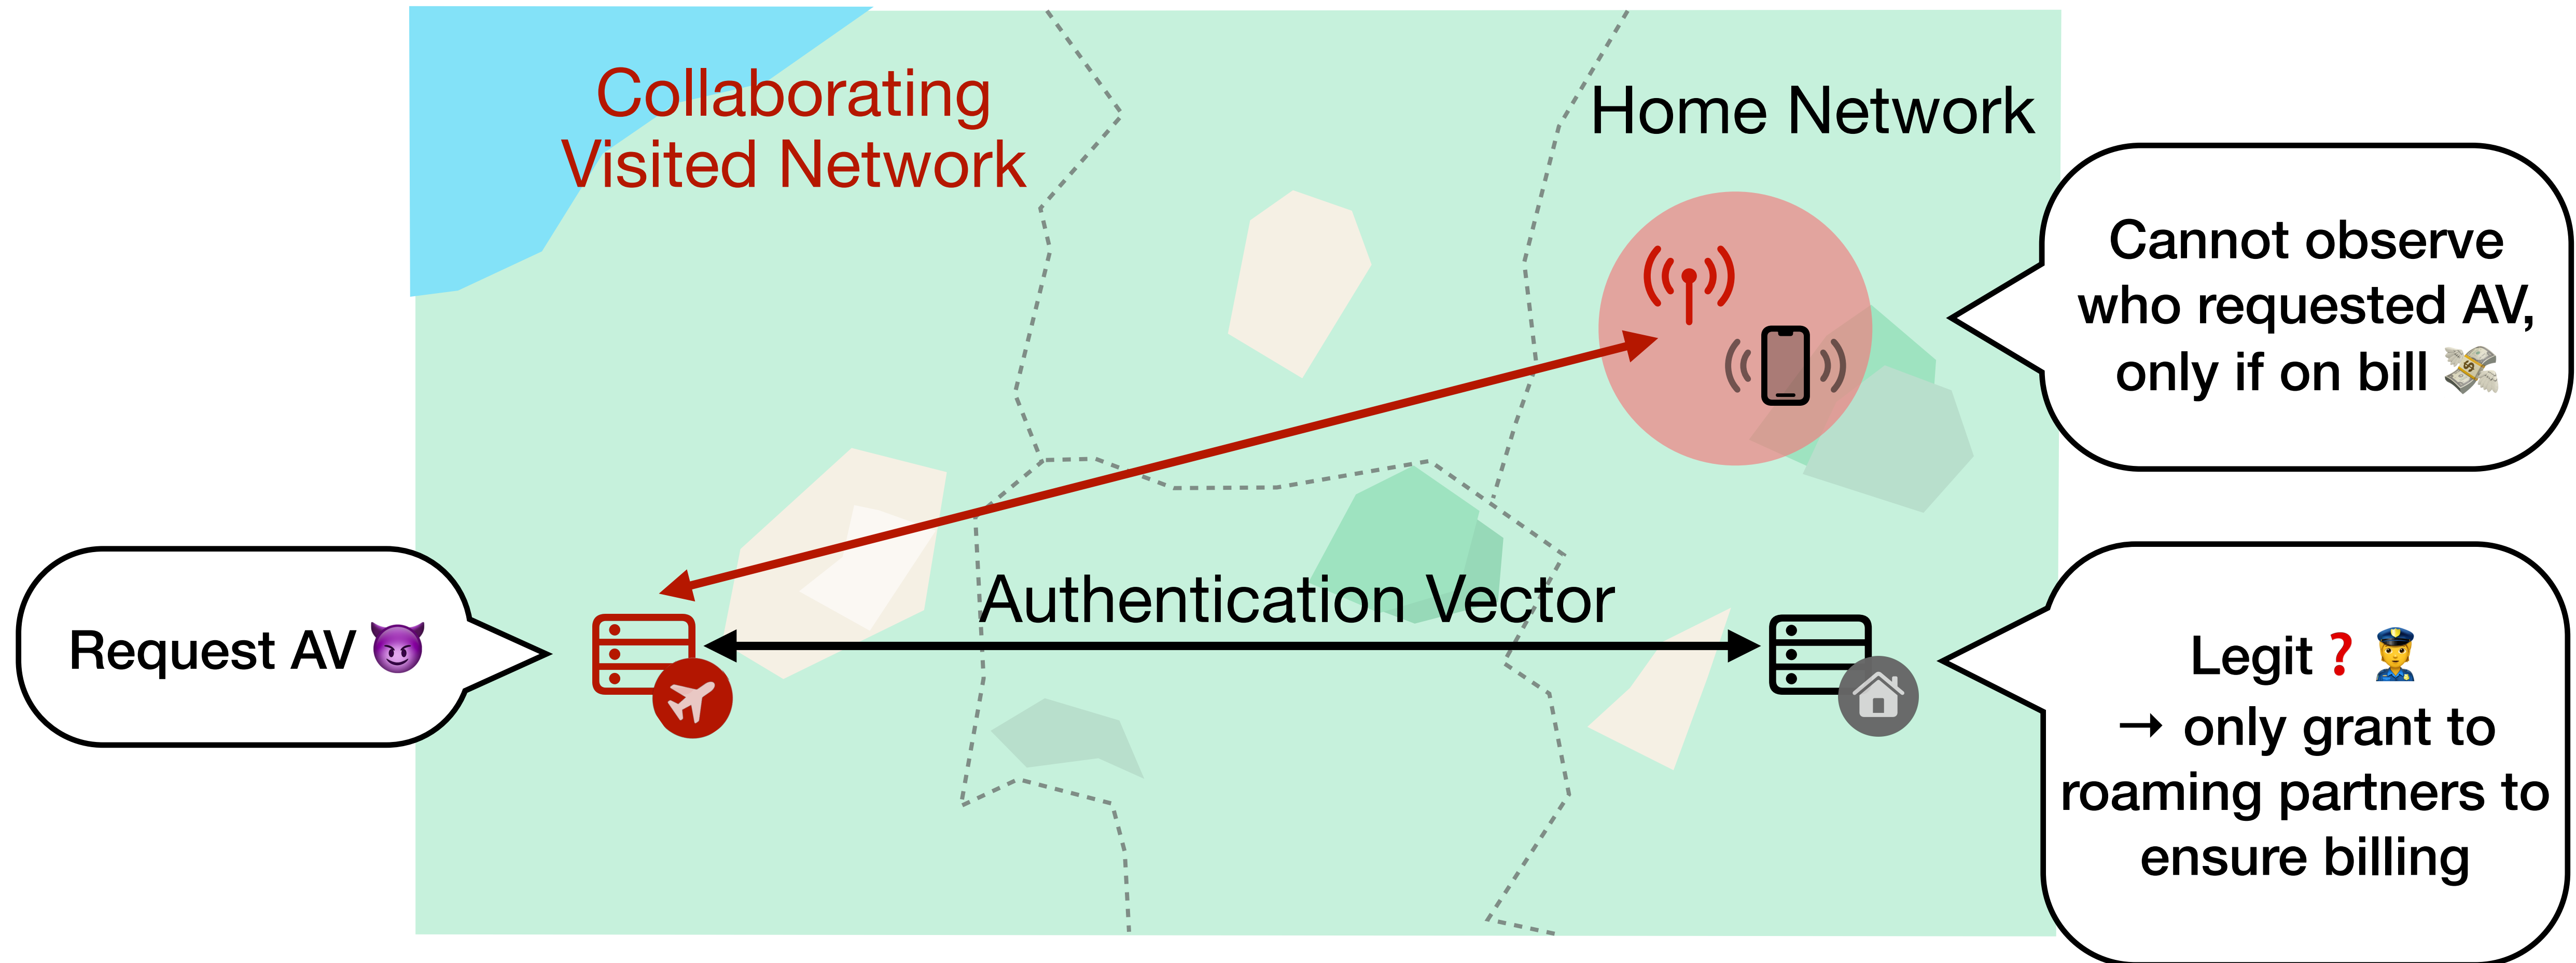 Collaborating
Visited Network
Home Network
Cannot observe
who requested AV,
only if on bill 💸
Authentication Vector
Request AV 😈
Legit ❓ 👮
→ only grant to
roaming partners to
ensure billing